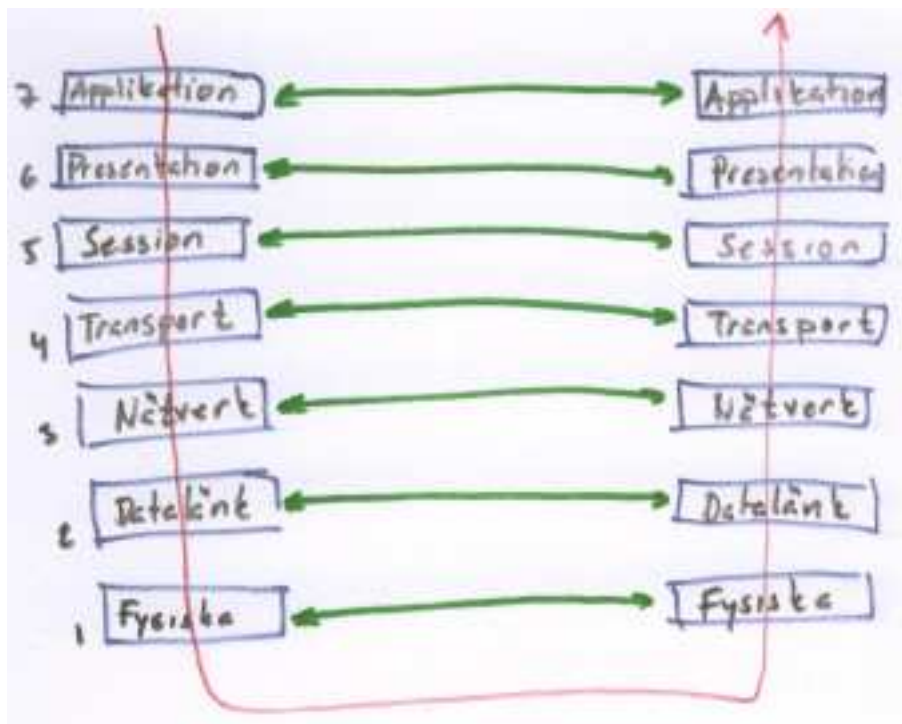 7 Applikation Applikation
6 Presentation Presentation
5 Session Session
4 Transport Transport
3 Nätverk Nätverk
2 Datalänk Datalänk
1 Fysiska Fysiska